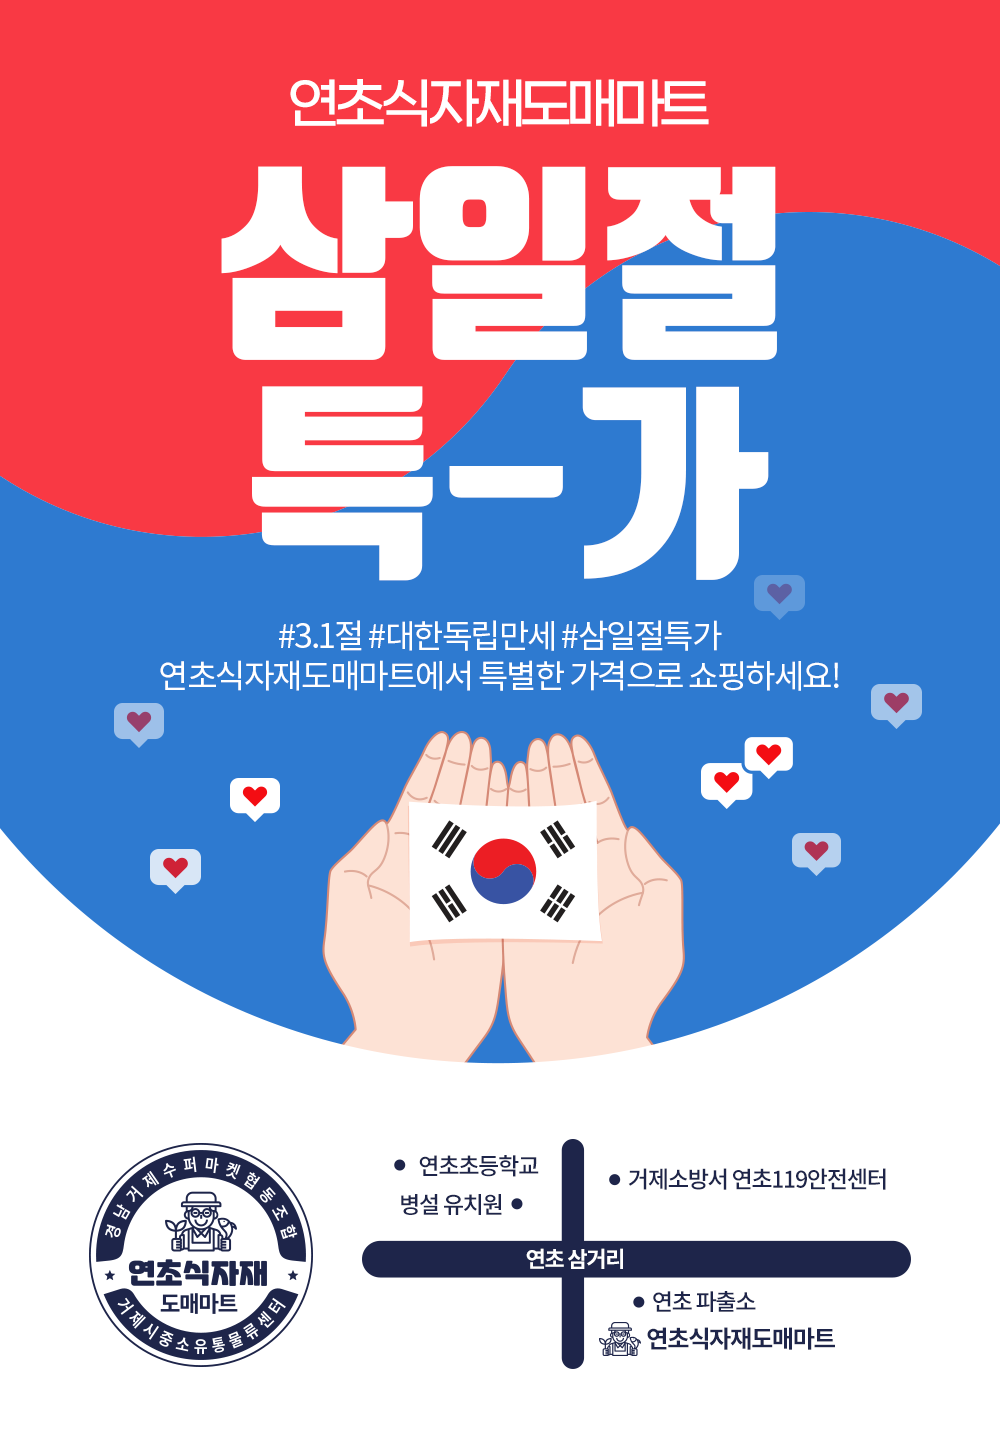 연초식자재도매마트
삼일절
특가
#3.1절 #대한독립만세 #삼일절특가
연초식자재도매마트에서 특별한 가격으로 쇼핑하세요!
경남거제수퍼마켓협동조합
연초식자재
도매마트
거제시중소유통물류센터
연초초등학교
병설 유치원
거제소방서 연초119안전센터
연초 삼거리
연초 파출소
연초식자재도매마트